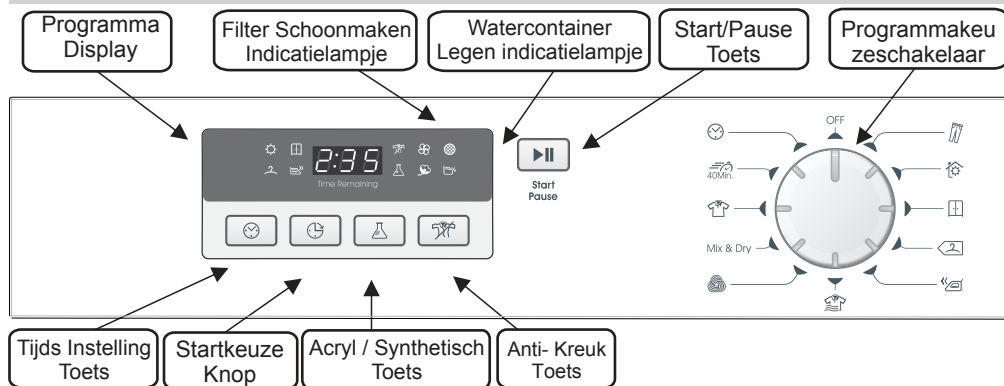 Programma
Display
Filter Schoonmaken
Indicatielampje
Watercontainer
Legen indicatielampje
Start/Pause
Toets
Programmakeu
zeschakelaar
2:35
Time Remaining
Start
Pause
OFF
40Min.
Mix & Dry
Tijds Instelling
Toets
Startkeuze
Knop
Acryl / Synthetisch
Toets
Anti- Kreuk
Toets